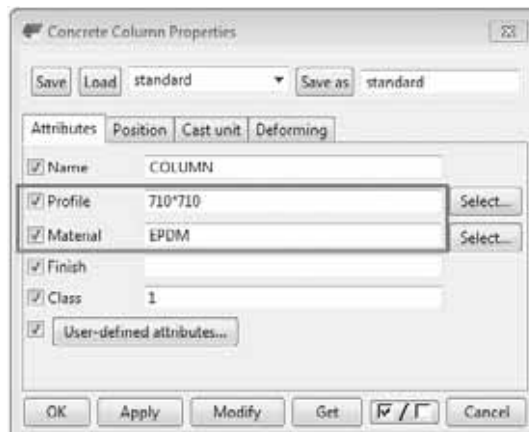 Concrete Column Properties
Save Load standard Save as standard
Attributes Position Cast unit Deforming
Name COLUMN
Profile 710*710 Select...
Material EPDM Select...
Finish
Class 1
User-defined attributes...
OK Apply Modify Get / Cancel